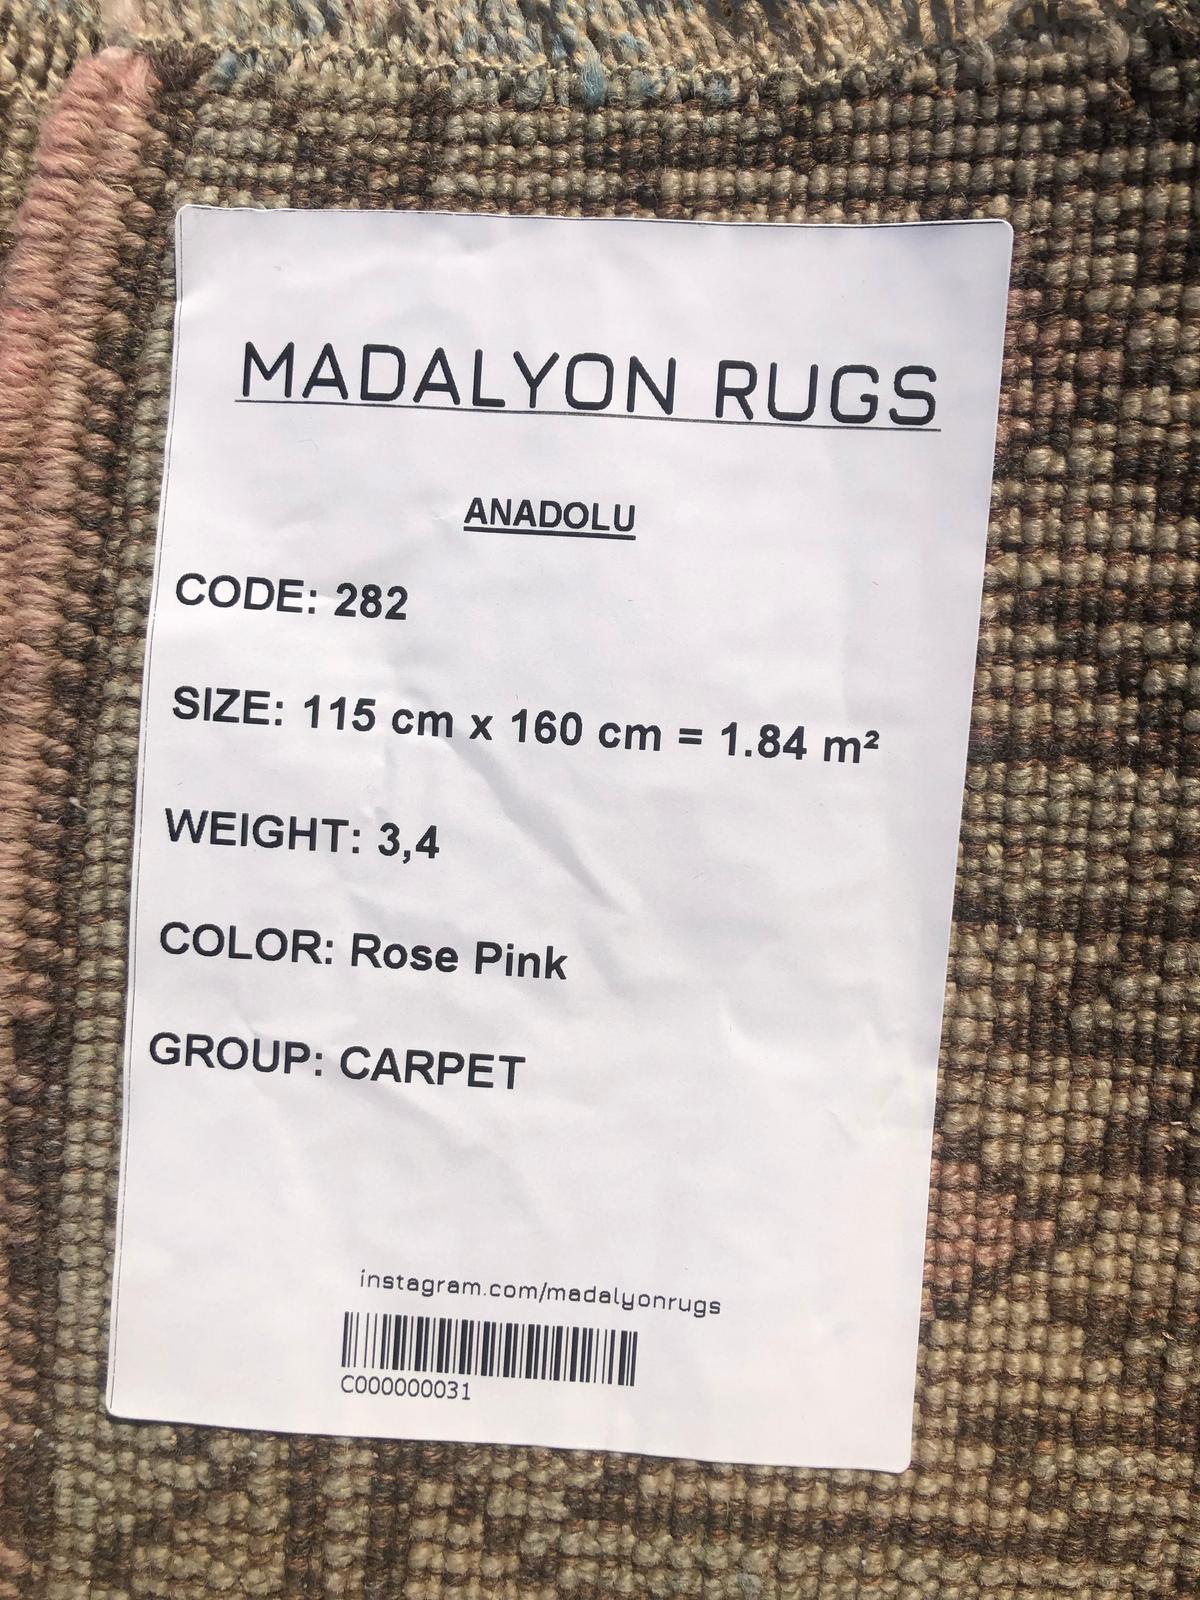 MADALYON RUGS
ANADOLU
CODE: 282
SIZE: 115 cm x 160 cm = 1.84 m²
WEIGHT: 3,4
COLOR: Rose Pink
GROUP: CARPET
instagram.com/madalyonrugs
C000000031